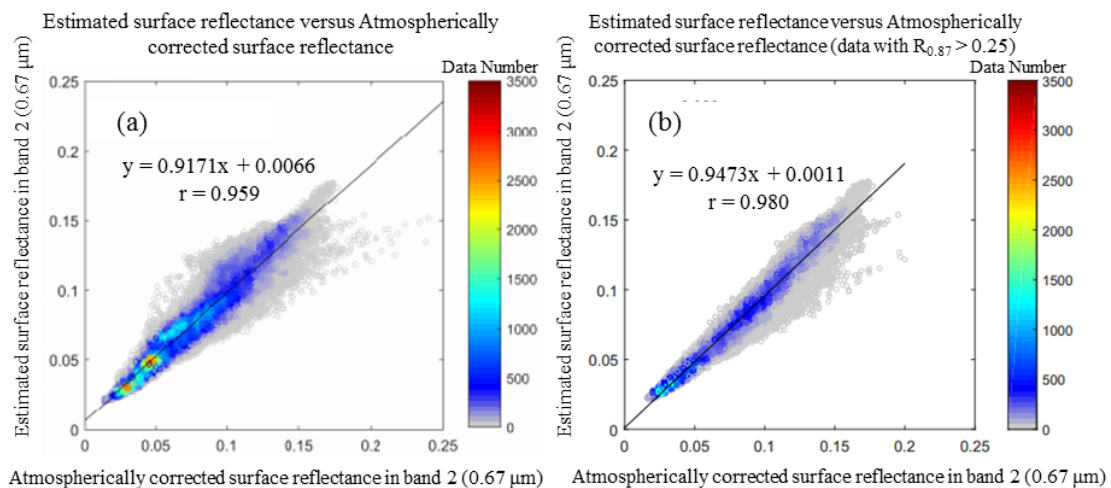 Estimated surface reflectance versus Atmospherically
corrected surface reflectance
Data Number
Estimated surface reflectance in band 2 (0.67 μm)
0.25
0.2
0.15
0.1
0.05
0
(a)
y = 0.9171x + 0.0066
r = 0.959
3500
3000
2500
2000
1500
1000
500
0
0
0.05
0.1
0.15
0.2
0.25
Atmospherically corrected surface reflectance in band 2 (0.67 μm)
Estimated surface reflectance versus Atmospherically
corrected surface reflectance (data with R0.87 > 0.25)
Data Number
Estimated surface reflectance in band 2 (0.67 μm)
0.25
0.2
0.15
0.1
0.05
0
(b)
y = 0.9473x + 0.0011
r = 0.980
3500
3000
2500
2000
1500
1000
500
0
0
0.05
0.1
0.15
0.2
0.25
Atmospherically corrected surface reflectance in band 2 (0.67 μm)